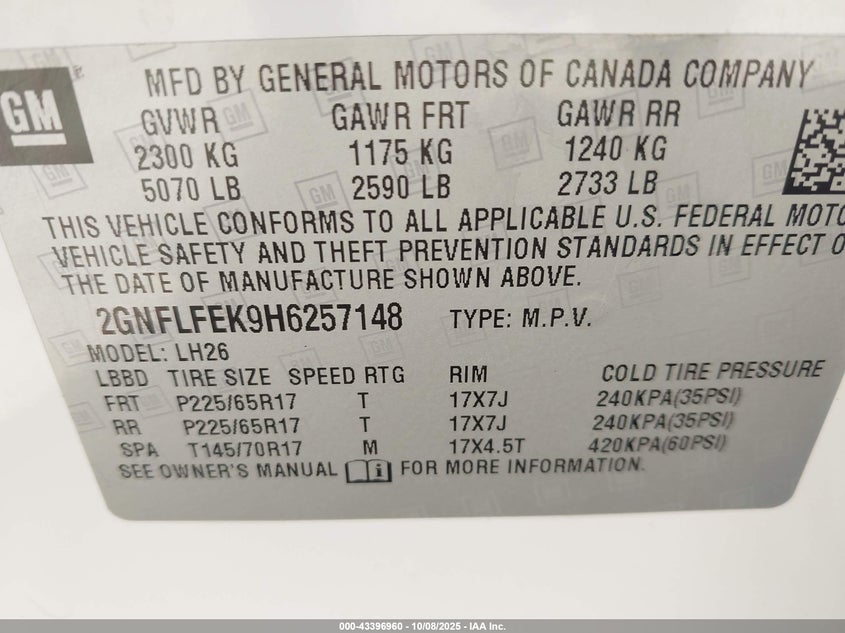 GM
MFD BY GENERAL MOTORS OF CANADA COMPANY
GVWR GAWR FRT GAWR RR
2300 KG 1175 KG 1240 KG
5070 LB 2590 LB 2733 LB
THIS VEHICLE CONFORMS TO ALL APPLICABLE U.S. FEDERAL MOTO
VEHICLE SAFETY AND THEFT PREVENTION STANDARDS IN EFFECT O
THE DATE OF MANUFACTURE SHOWN ABOVE.
2GNFLFEK9H6257148 TYPE: M.P.V.
MODEL: LH26
LBBD TIRE SIZE SPEED RTG RIM COLD TIRE PRESSURE
FRT P225/65R17 T 17X7J 240KPA(35PSI)
RR P225/65R17 T 17X7J 240KPA(35PSI)
SPA T145/70R17 M 17X4.5T 420KPA(60PSI)
SEE OWNER'S MANUAL FOR MORE INFORMATION.
000-43396960 - 10/08/2025 - IAA Inc.